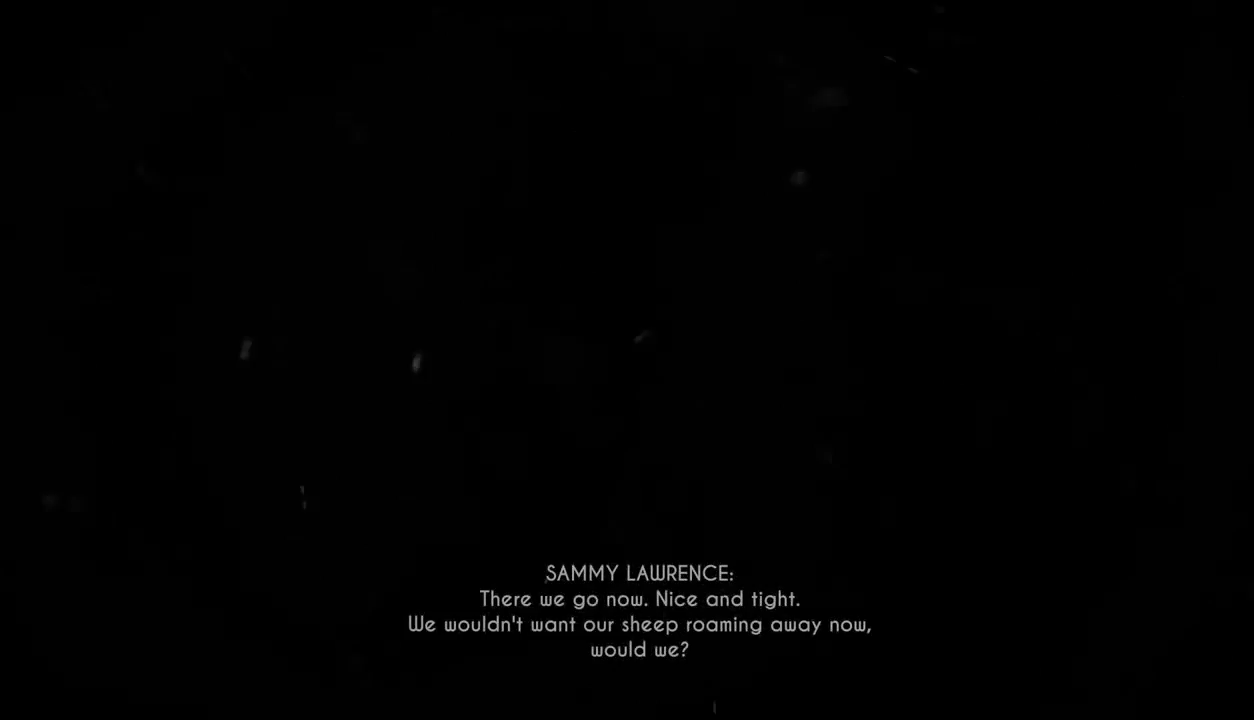 SAMMY LAWRENCE:
There we go now. Nice and tight.
We wouldn't want our sheep roaming away now,
would we?